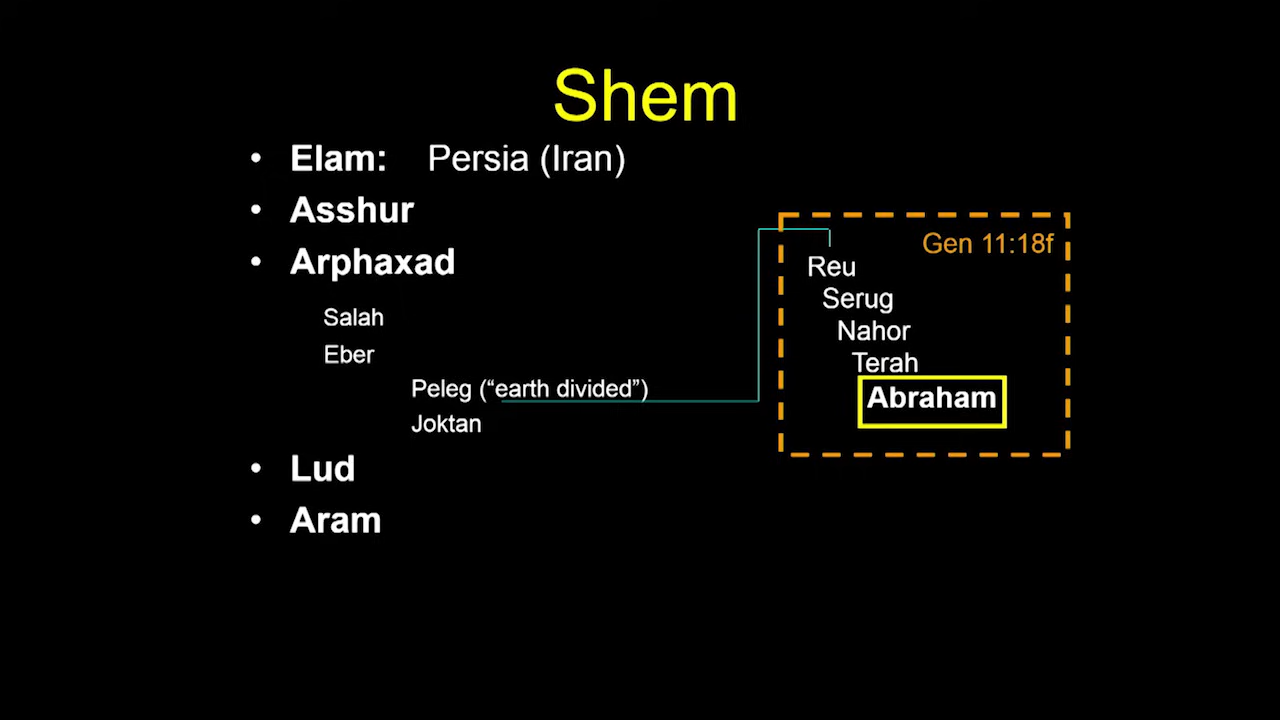 Shem
• Elam: Persia (Iran)
• Asshur
• Arphaxad
Salah
Eber
Peleg (“earth divided”)
Joktan
• Lud
• Aram
Gen 11:18f
Reu
Serug
Nahor
Terah
Abraham